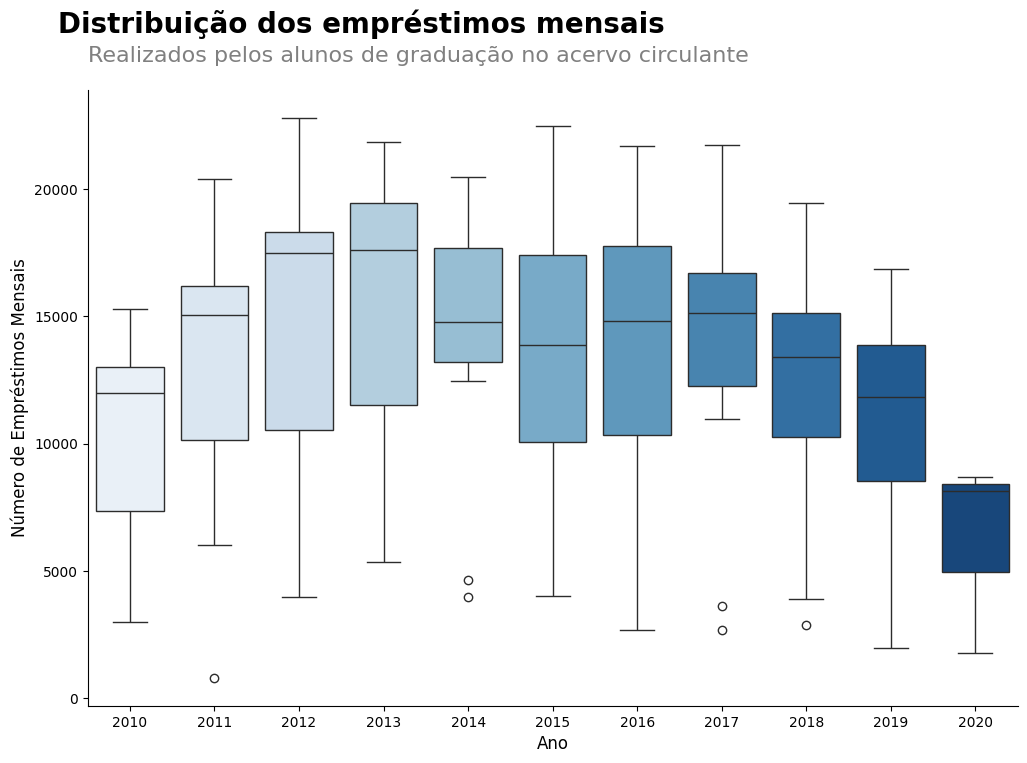 Distribuição dos empréstimos mensais
Realizados pelos alunos de graduação no acervo circulante
Número de Empréstimos Mensais
20000
15000
10000
5000
0
2010 2011 2012 2013 2014 2015 2016 2017 2018 2019 2020
Ano